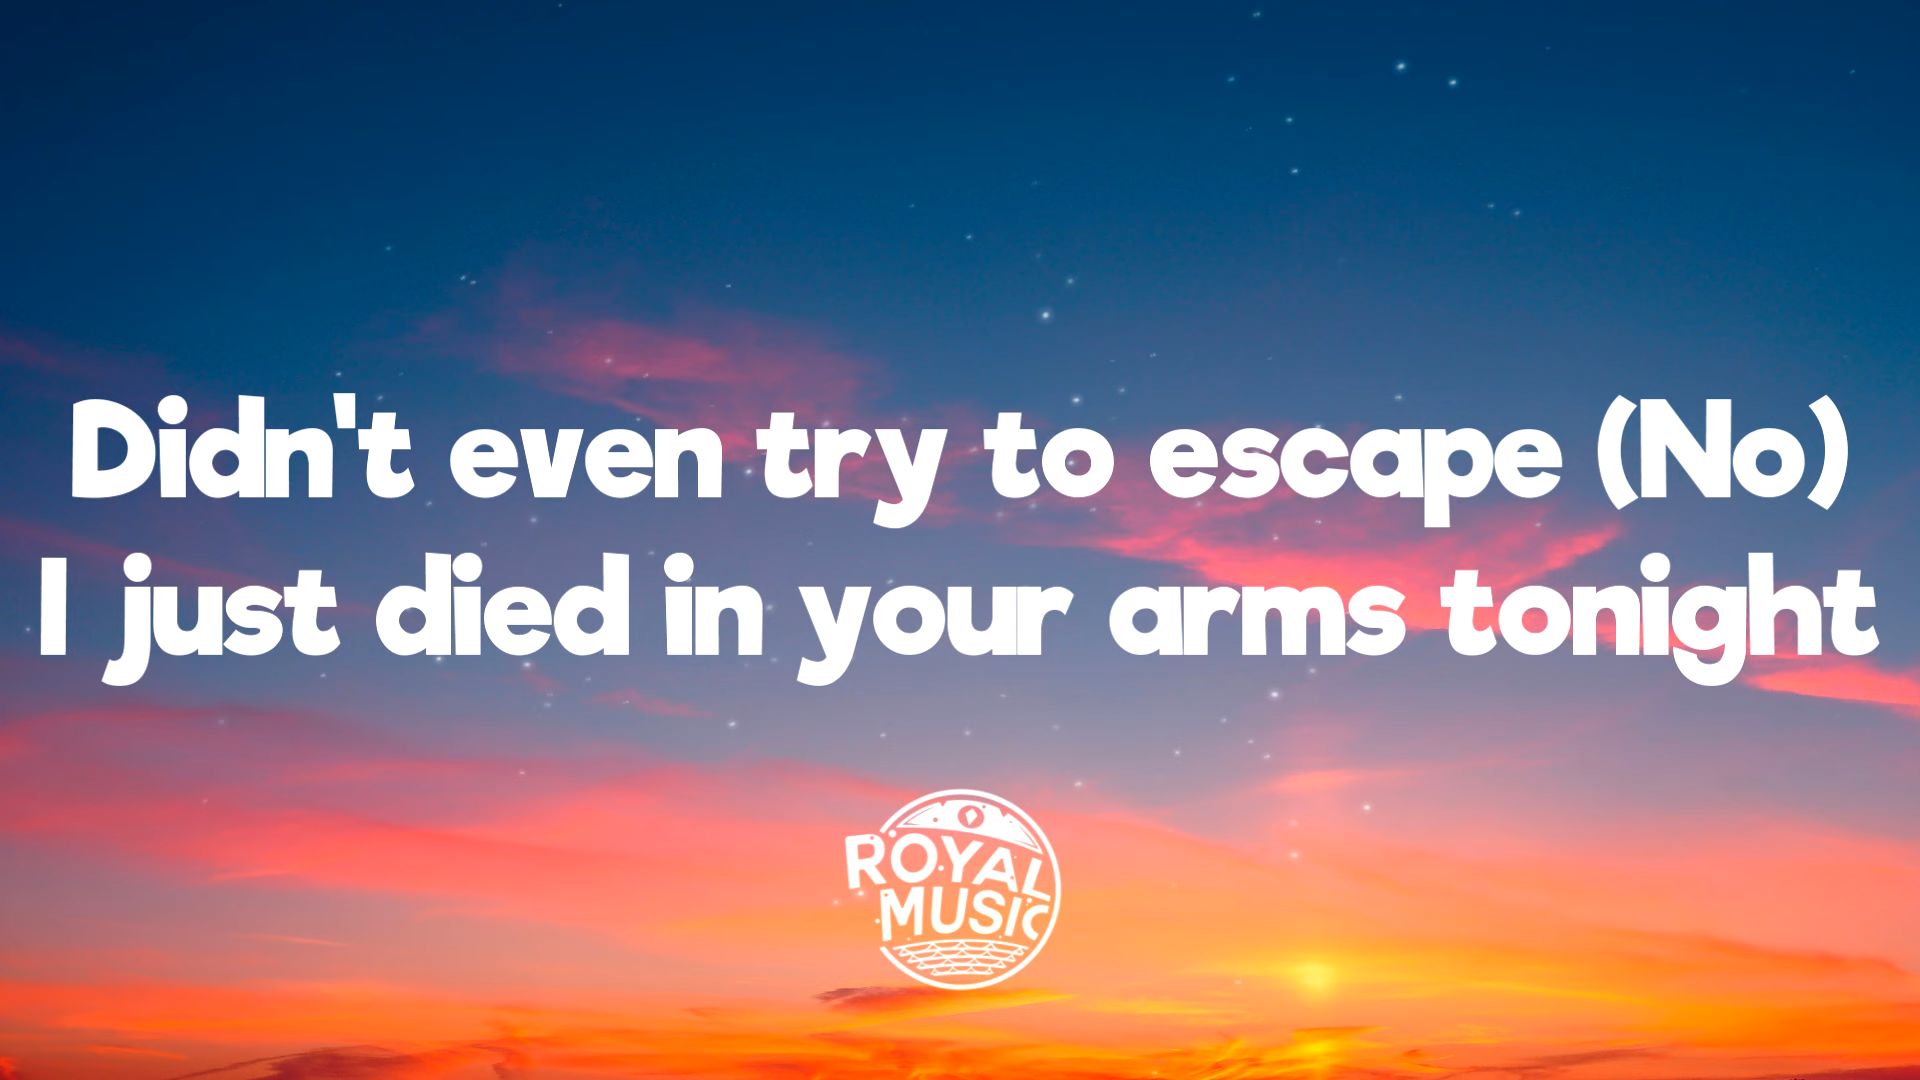 Didn't even try to escape (No)
I just died in your arms tonight
ROYAL
MUSIC